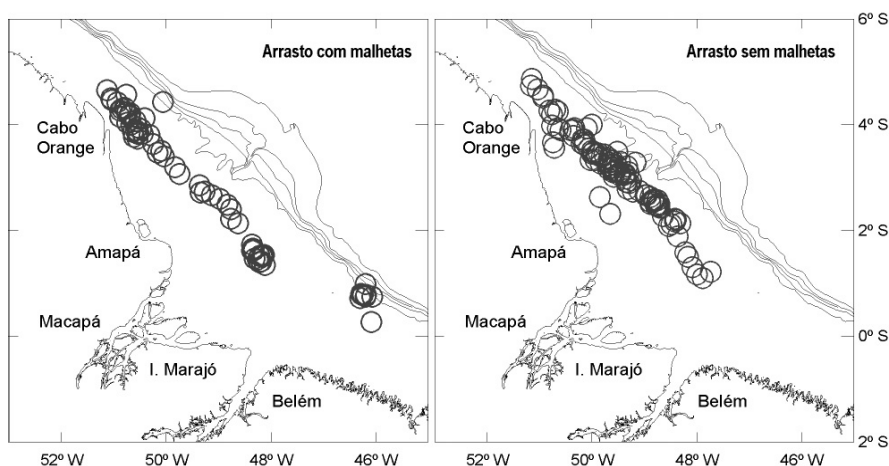 Arrasto com malhetas
Cabo
Orange
Amapá
Macapá
I. Marajó
Belém
52º W
50º W
48º W
46º W
Arrasto sem malhetas
Cabo
Orange
Amapá
Macapá
I. Marajó
Belém
52º W
50º W
48º W
46º W
6º S
4º S
2º S
0º S
2º S